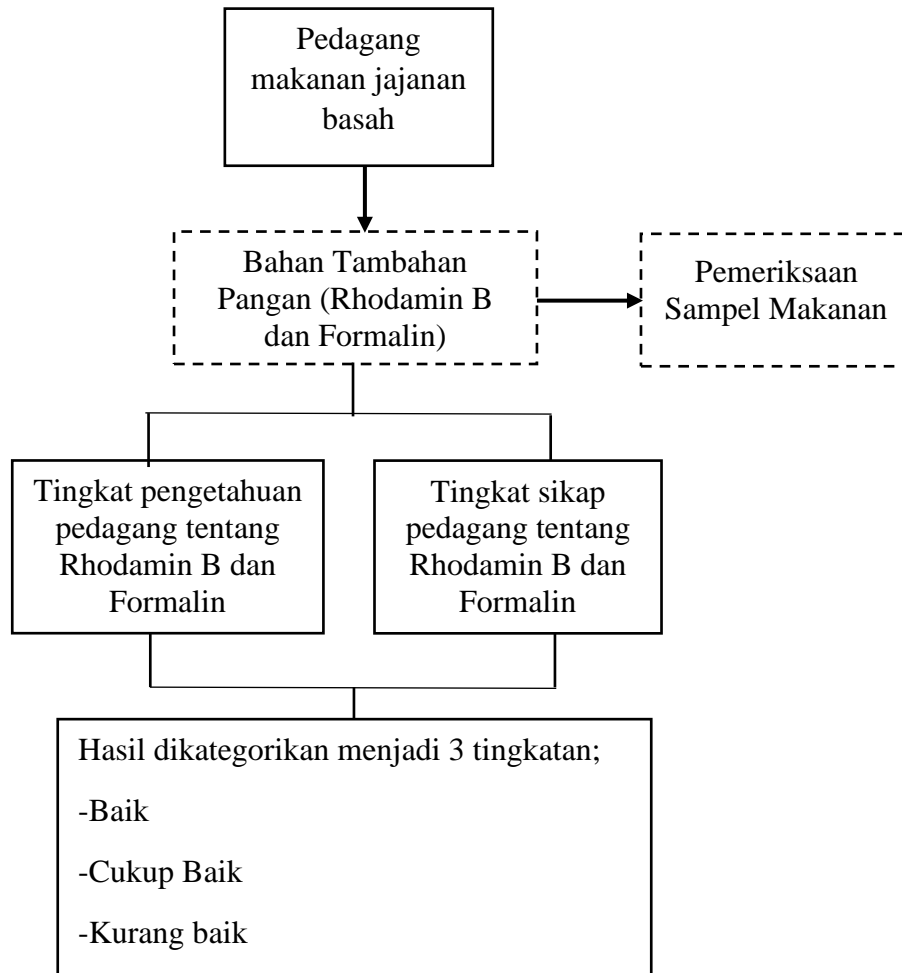 Pedagang
makanan jajanan
basah
Bahan Tambahan
Pangan (Rhodamin B
dan Formalin)
Pemeriksaan
Sampel Makanan
Tingkat pengetahuan
pedagang tentang
Rhodamin B dan
Formalin
Tingkat sikap
pedagang tentang
Rhodamin B dan
Formalin
Hasil dikategorikan menjadi 3 tingkatan;
-Baik
-Cukup Baik
-Kurang baik